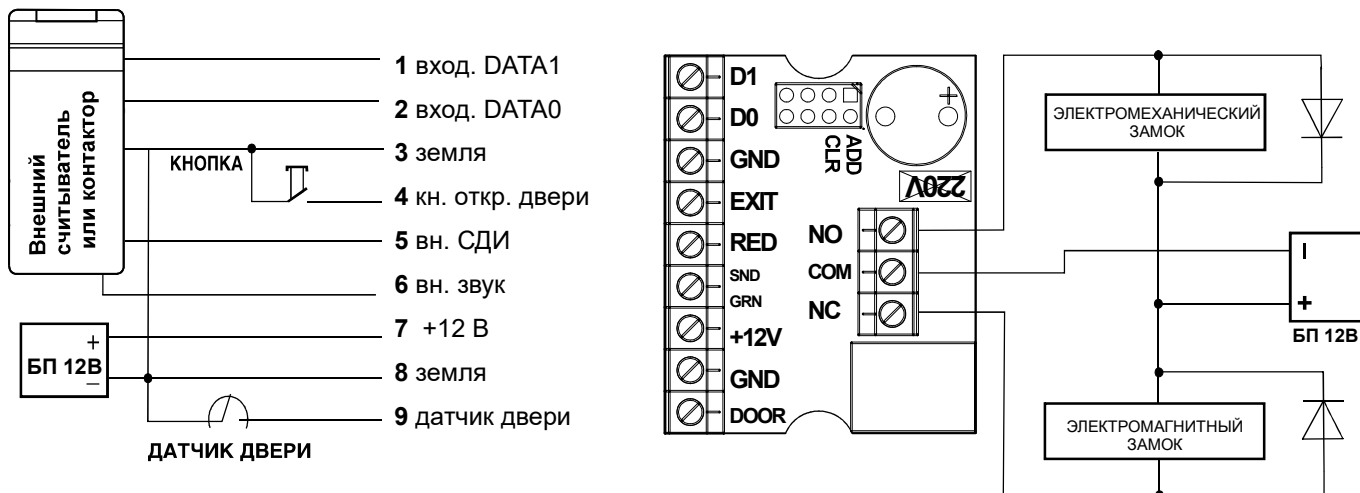 Внешний
считыватель
или контактор
1 вход. DATA1
2 вход. DATA0
3 земля
КНОПКА
4 кн. откр. двери
5 вн. СДИ
6 вн. звук
7 +12 В
8 земля
9 датчик двери
+
БП 12В
–
ДАТЧИК ДВЕРИ
D1
D0
GND
EXIT
RED
SND
GRN
+12V
GND
DOOR
ADD
CLR
+
220V
NO
COM
NC
ЭЛЕКТРОМЕХАНИЧЕСКИЙ
ЗАМОК
–
+
БП 12В
ЭЛЕКТРОМАГНИТНЫЙ
ЗАМОК